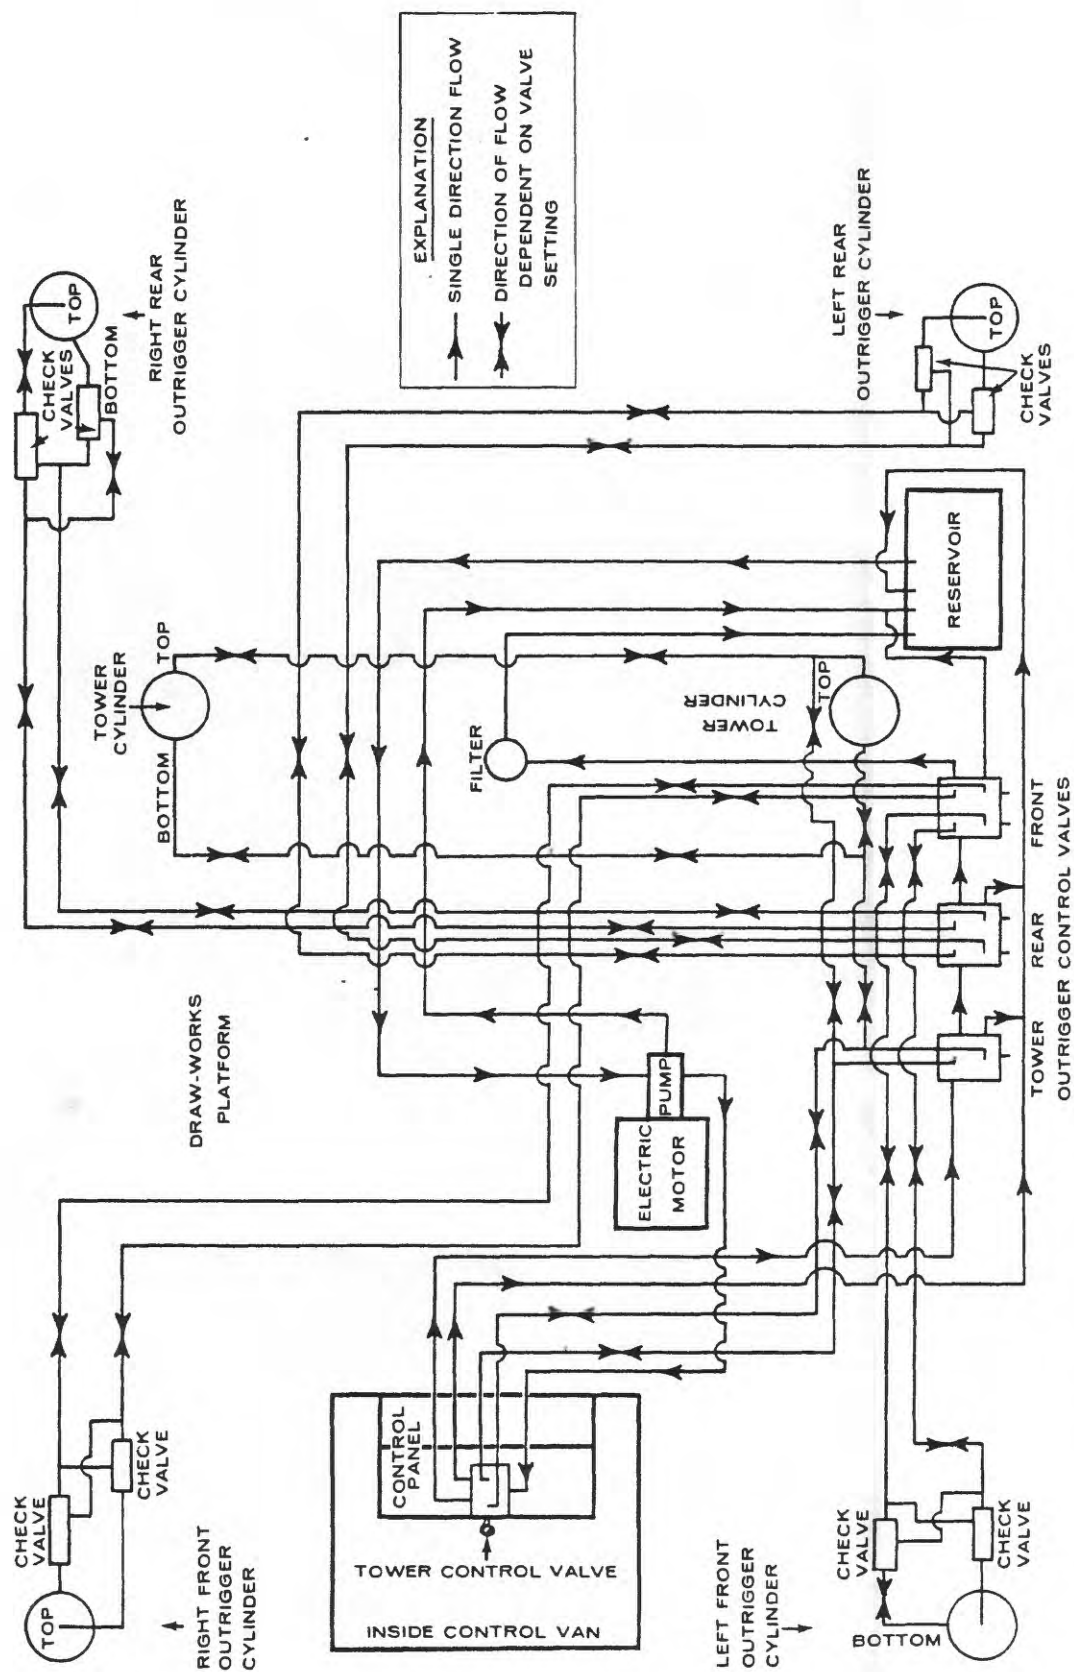 TOP
CHECK
VALVES
BOTTOM
RIGHT REAR
OUTRIGGER CYLINDER
EXPLANATION
SINGLE DIRECTION FLOW
DIRECTION OF FLOW
DEPENDENT ON VALVE
SETTING
LEFT REAR
OUTRIGGER CYLINDER
TOP
CHECK
VALVES
TOWER
CYLINDER
TOP
BOTTOM
FILTER
TOWER
CYLINDER
TOP
RESERVOIR
DRAW-WORKS
PLATFORM
ELECTRIC
MOTOR
PUMP
TOWER REAR FRONT
OUTRIGGER CONTROL VALVES
CHECK
VALVE
CHECK
VALVE
TOP
RIGHT FRONT
OUTRIGGER
CYLINDER
CONTROL
PANEL
TOWER CONTROL VALVE
INSIDE CONTROL VAN
LEFT FRONT
OUTRIGGER
CYLINDER
CHECK
VALVE
CHECK
VALVE
BOTTOM